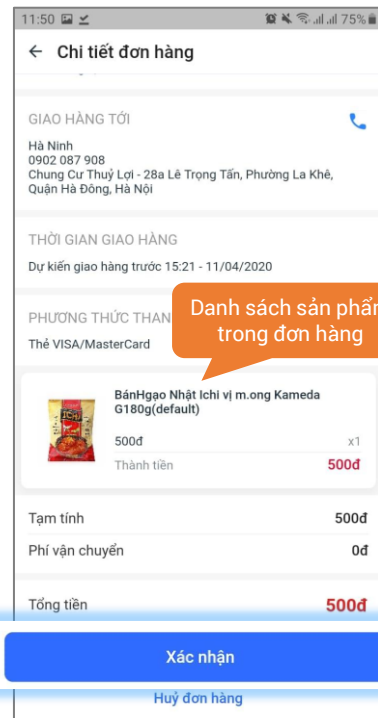 11:50 75%
Chi tiết đơn hàng
GIAO HÀNG TỚI
Hà Ninh
0902 087 908
Chung Cư Thuỷ Lợi - 28a Lê Trọng Tấn, Phường La Khê,
Quận Hà Đông, Hà Nội
THỜI GIAN GIAO HÀNG
Dự kiến giao hàng trước 15:21 - 11/04/2020
PHƯƠNG THỨC THAN
Danh sách sản phẩm
trong đơn hàng
Thẻ VISA/MasterCard
ICHI
BánHgạo Nhật Ichi vị m.ong Kameda
G180g(default)
500đ x1
Thành tiền 500đ
Tạm tính 500đ
Phí vận chuyển 0đ
Tổng tiền 500đ
Xác nhận
Huỷ đơn hàng